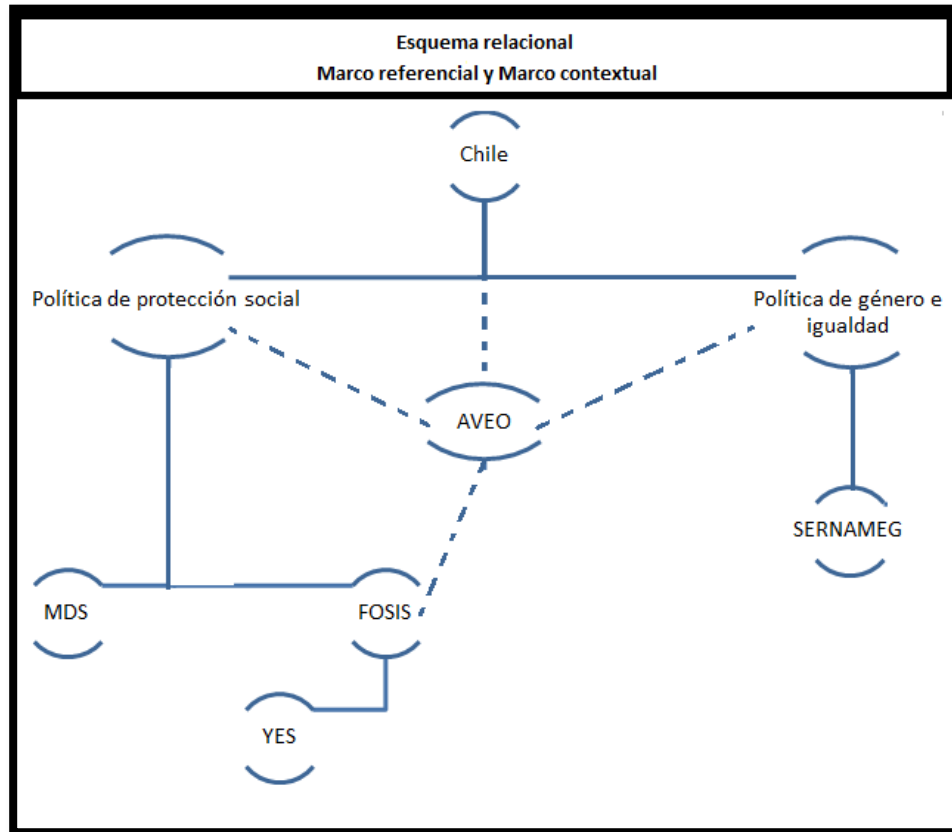 Esquema relacional
Marco referencial y Marco contextual
Chile
Política de protección social
Política de género e
igualdad
AVEO
SERNAMEG
MDS
FOSIS
YES